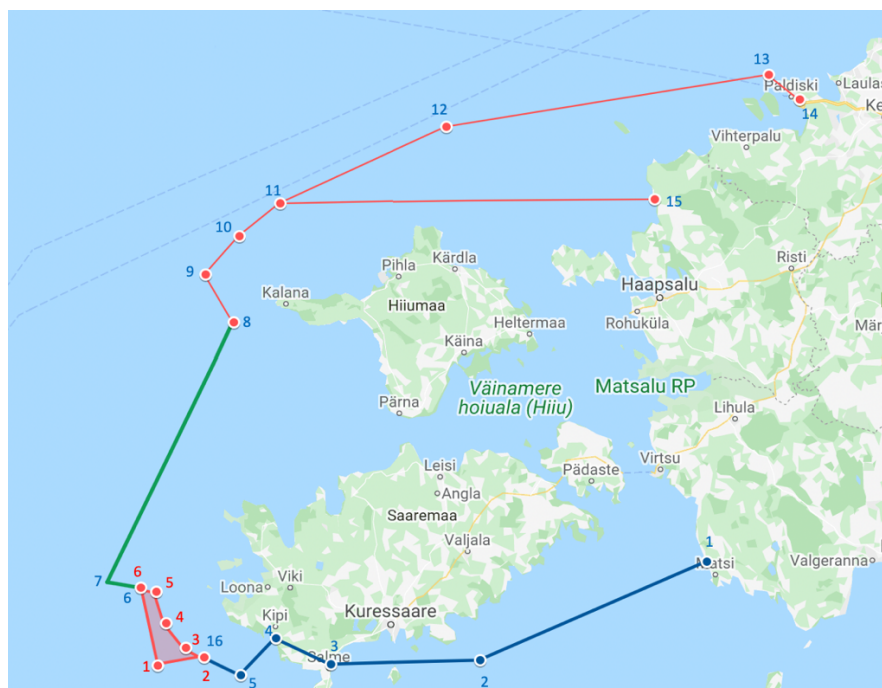 13
Paldiski
Laulas
Ke
14
12
Vihterpalu
11
15
10
Risti
9
Pihla
Kärdla
Haapsalu
Kalana
Hiiumaa
Rohuküla
Mär
8
Heltermaa
Käina
Väinamere
hoiuala (Hiiu)
Matsalu RP
Pärna
Lihula
Virtsu
Leisi
Pädaste
Angla
Saaremaa
Valjala
1
Matsi
Valgeranna
7
6
6
5
Loona
Viki
Kuressaare
Kipi
4
4
16
3
3
Salme
1
2
5
2